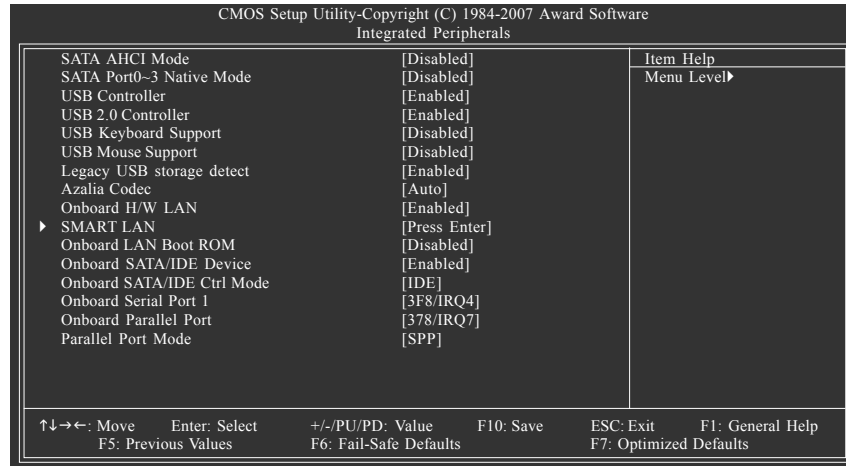 CMOS Setup Utility-Copyright (C) 1984-2007 Award Software
Integrated Peripherals
SATA AHCI Mode [Disabled] Item Help
SATA Port0~3 Native Mode [Disabled] Menu Level▶
USB Controller [Enabled]
USB 2.0 Controller [Enabled]
USB Keyboard Support [Disabled]
USB Mouse Support [Disabled]
Legacy USB storage detect [Enabled]
Azalia Codec [Auto]
Onboard H/W LAN [Enabled]
▶ SMART LAN [Press Enter]
Onboard LAN Boot ROM [Disabled]
Onboard SATA/IDE Device [Enabled]
Onboard SATA/IDE Ctrl Mode [IDE]
Onboard Serial Port 1 [3F8/IRQ4]
Onboard Parallel Port [378/IRQ7]
Parallel Port Mode [SPP]
↑↓→←: Move Enter: Select +/-/PU/PD: Value F10: Save ESC: Exit F1: General Help
F5: Previous Values F6: Fail-Safe Defaults F7: Optimized Defaults